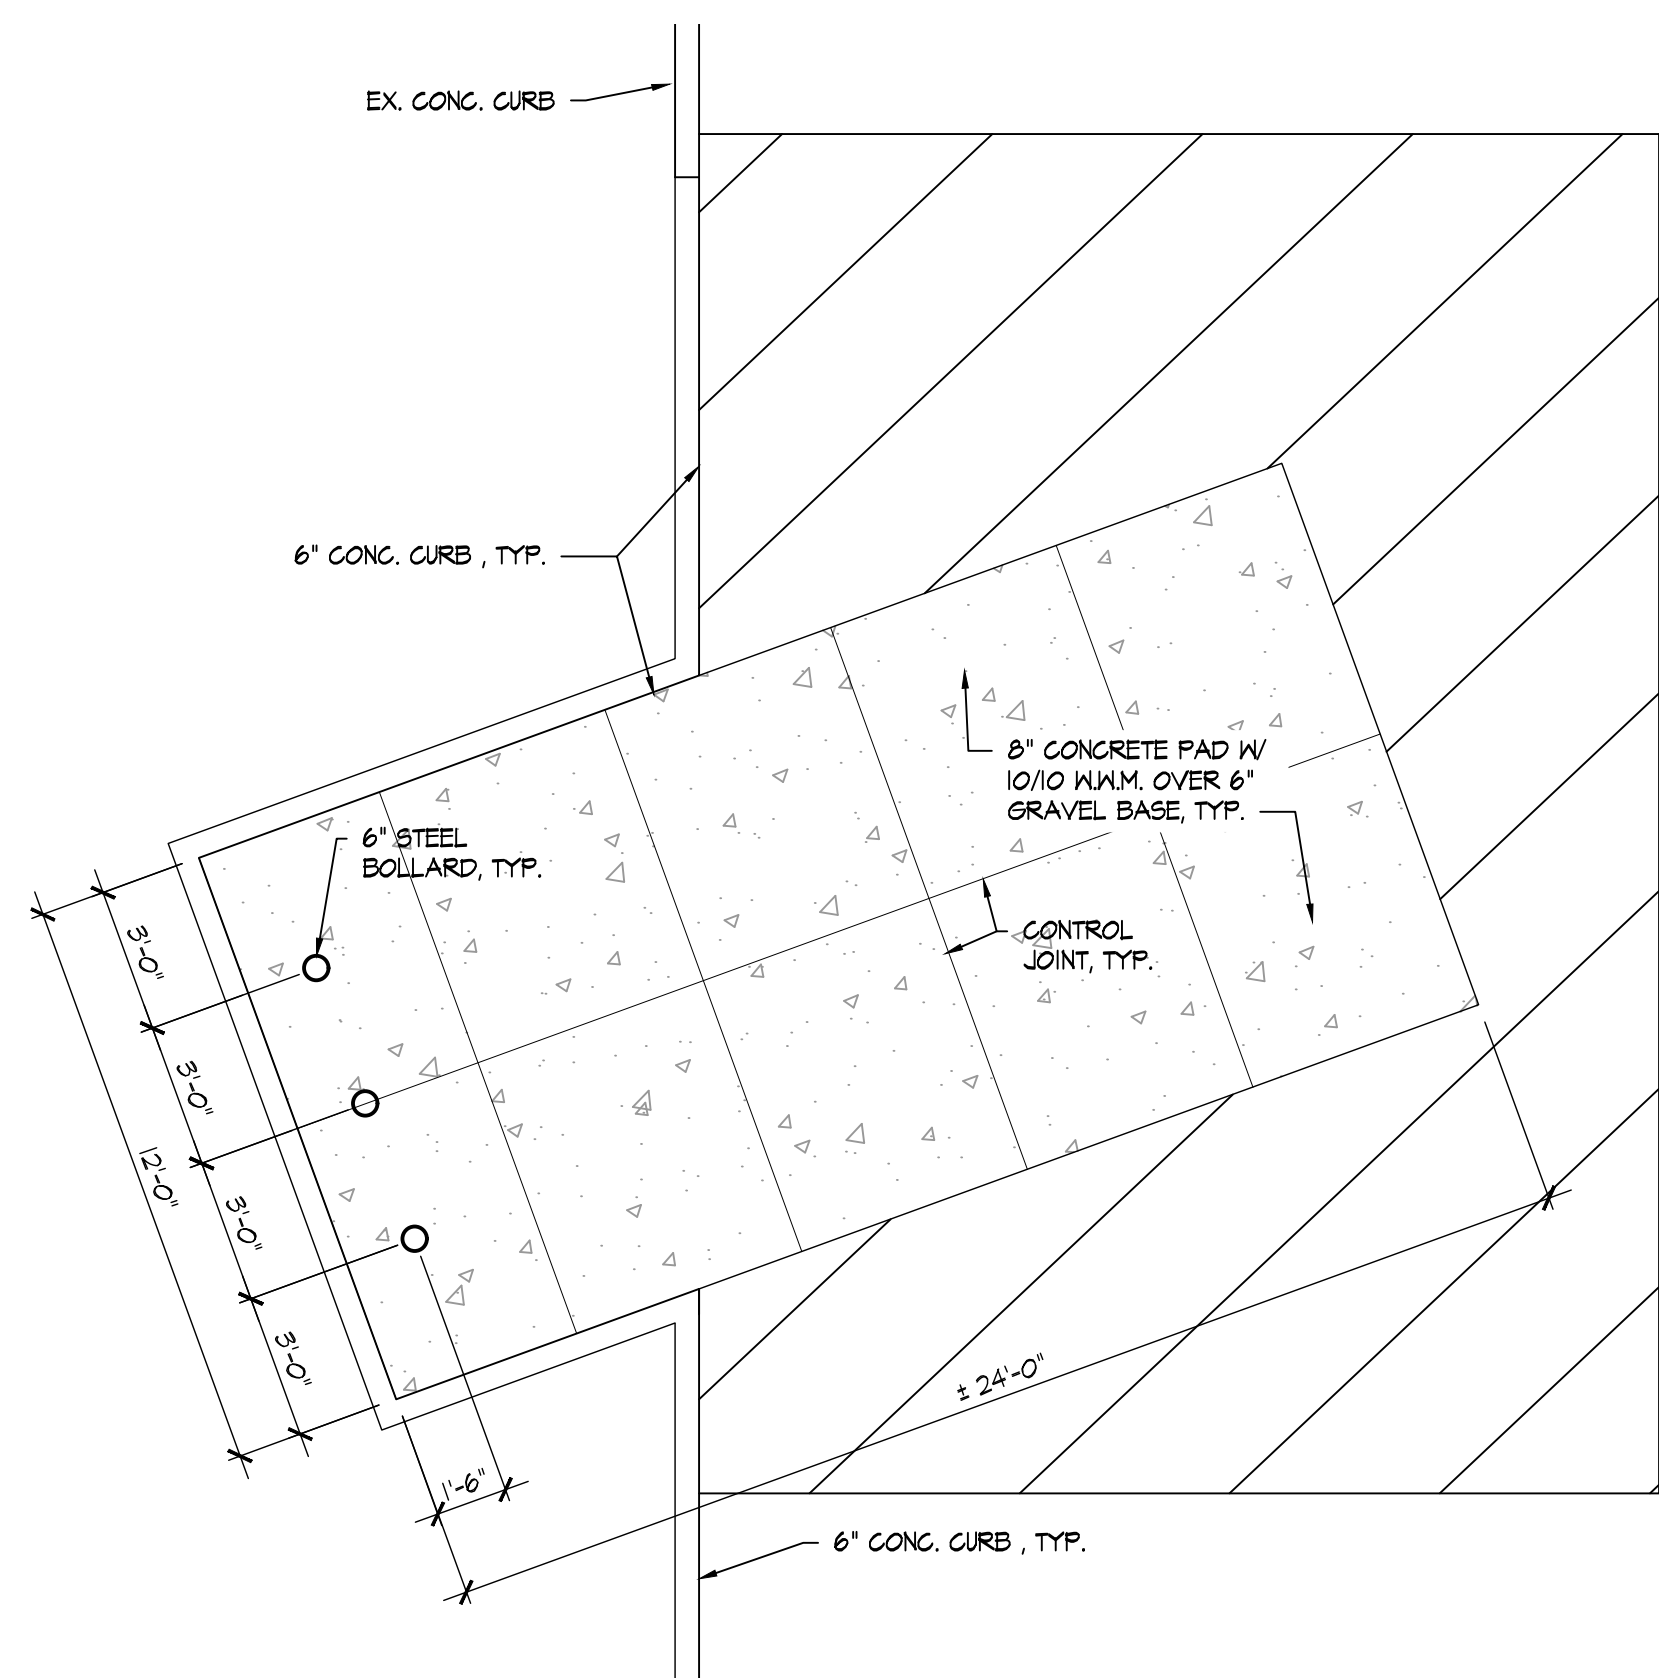 EX. CONC. CURB
6" CONC. CURB , TYP.
8" CONCRETE PAD W/
10/10 W.W.M. OVER 6"
GRAVEL BASE, TYP.
6" STEEL
BOLLARD, TYP.
CONTROL
JOINT, TYP.
3'-0"
3'-0"
12'-0"
3'-0"
3'-0"
± 24'-0"
1'-6"
6" CONC. CURB , TYP.